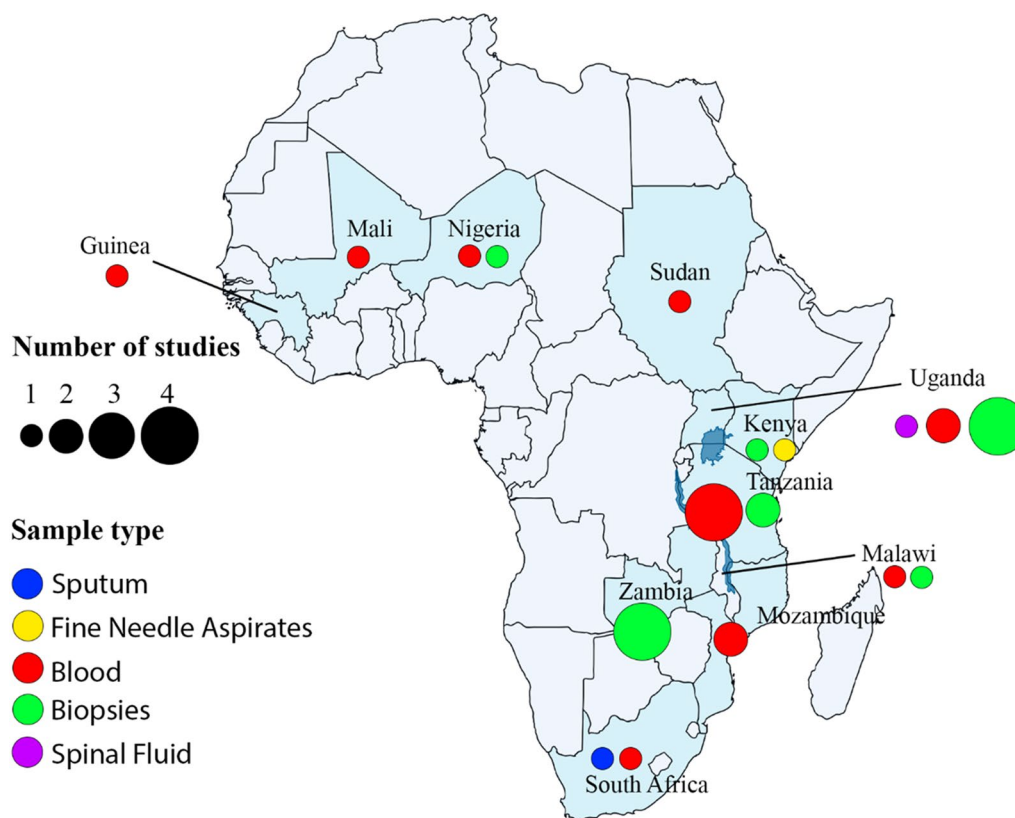 Mali
Nigeria
Guinea
Sudan
Number of studies
1 2 3 4
Uganda
Kenya
Tanzania
Sample type
Malawi
Sputum
Zambia
Mozambique
Fine Needle Aspirates
Blood
Biopsies
Spinal Fluid
South Africa